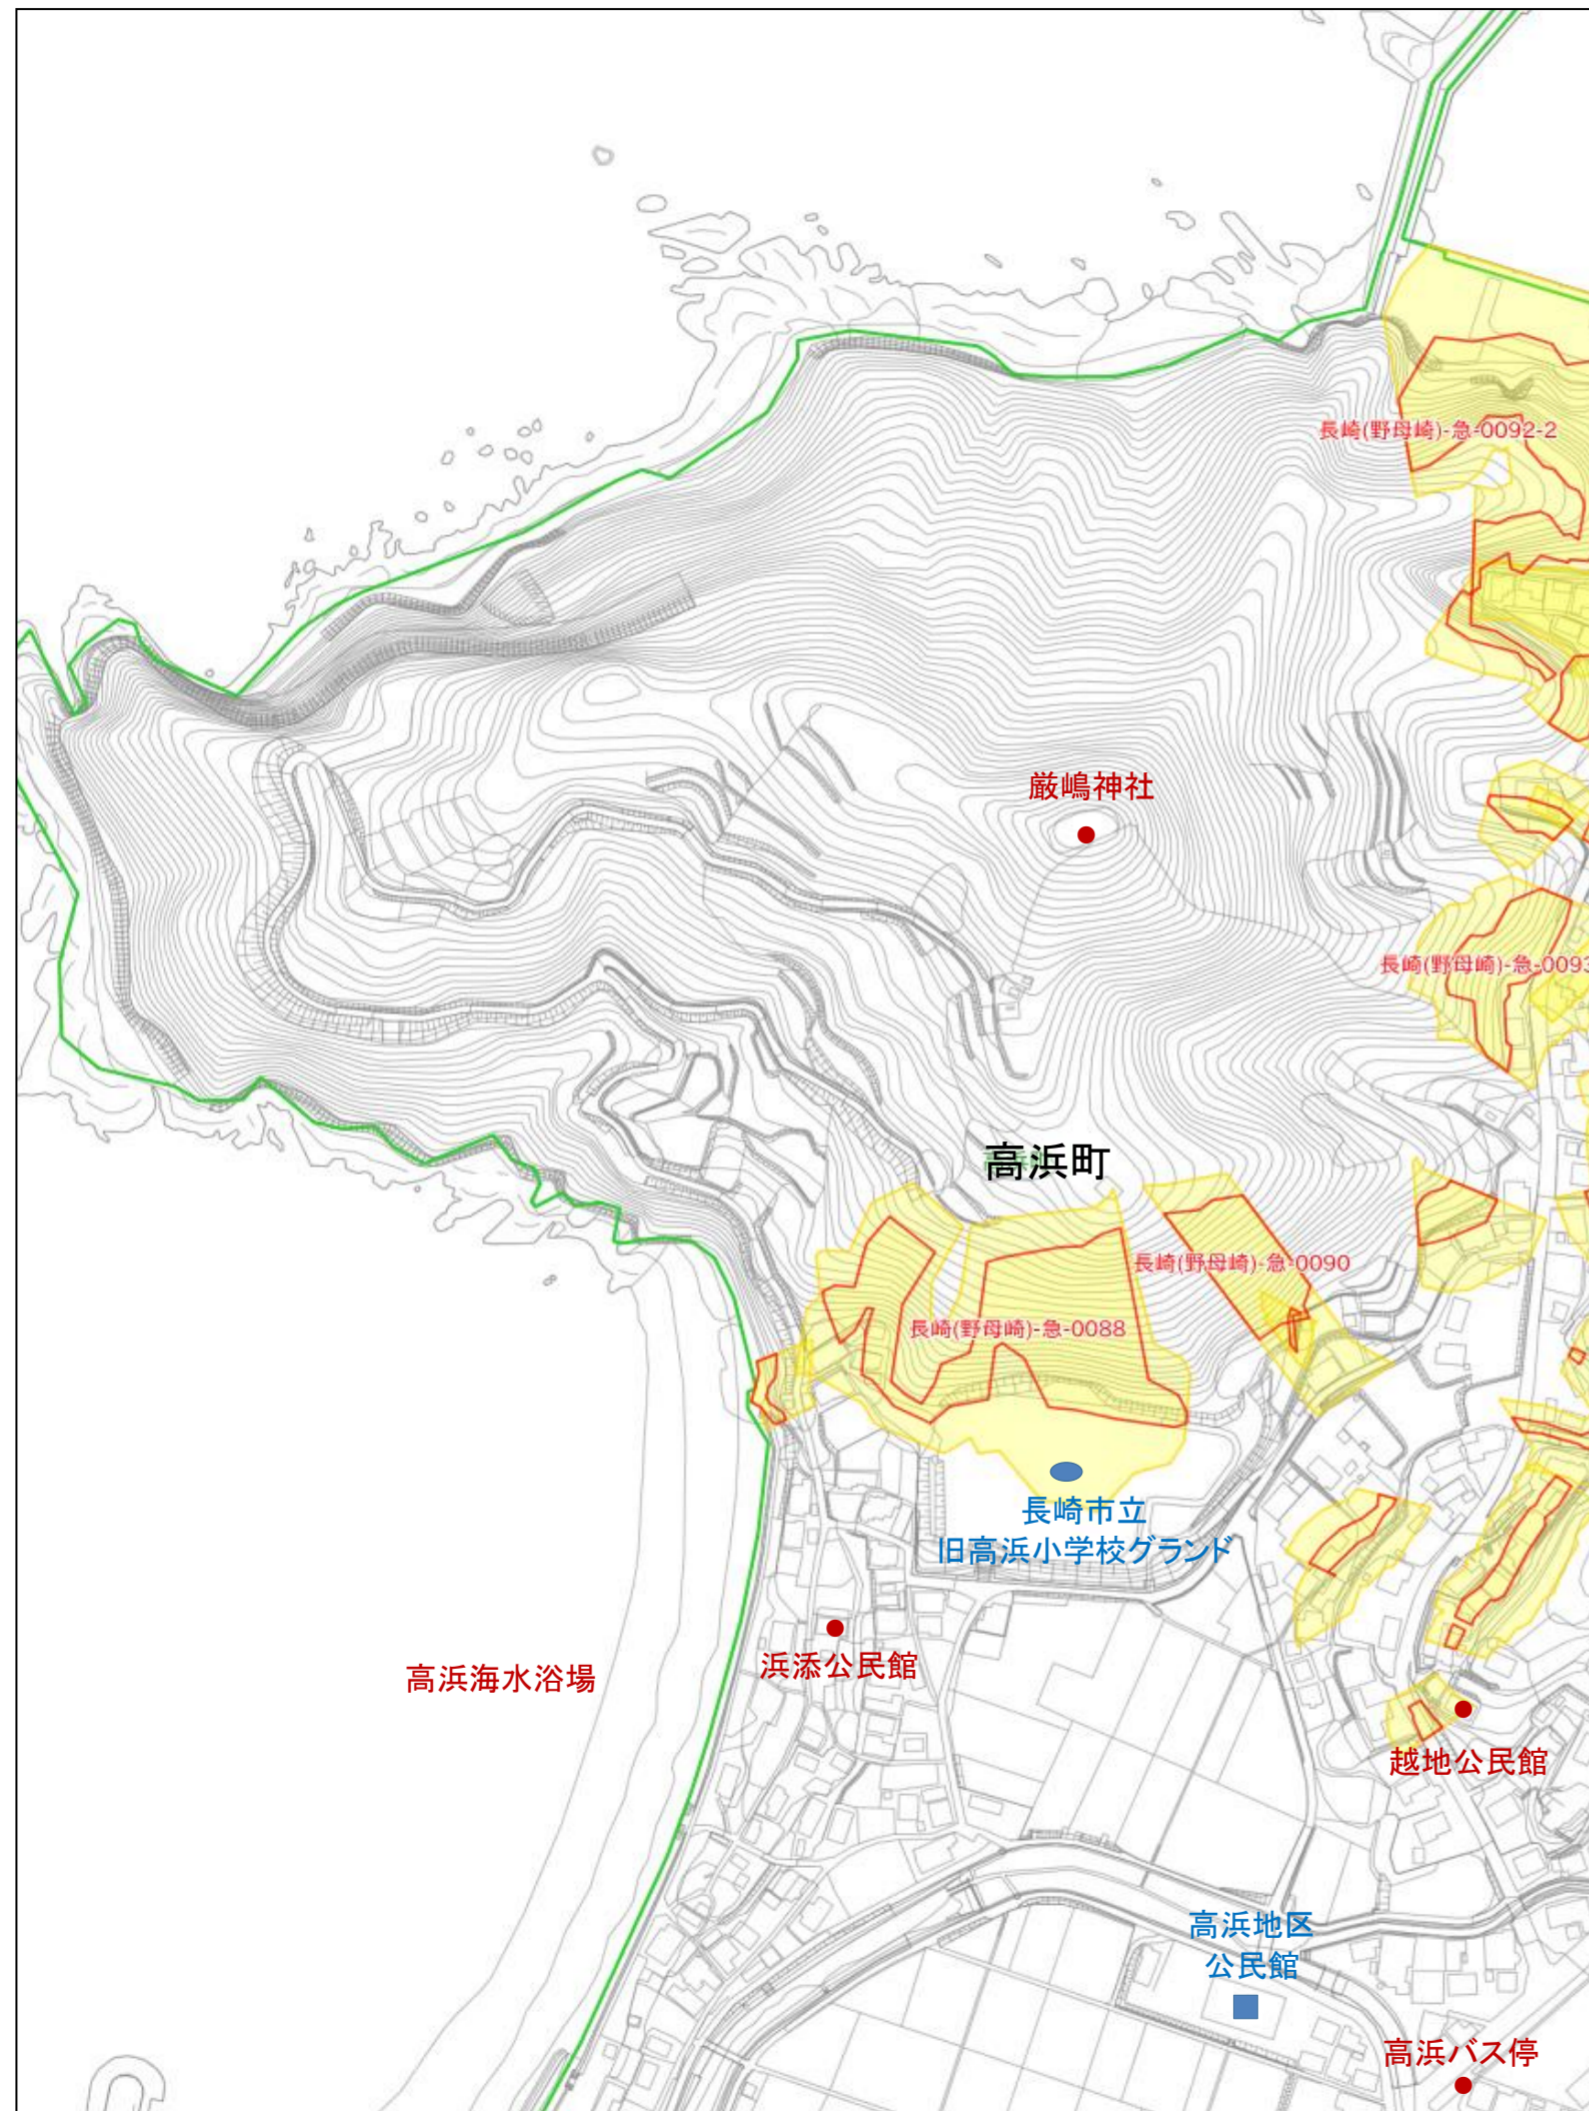 長崎(野母崎)-急-0092-2
厳嶋神社
長崎(野母崎)-急-0093
高浜町
長崎(野母崎)-急-0090
長崎(野母崎)-急-0088
長崎市立
旧高浜小学校グランド
浜添公民館
高浜海水浴場
越地公民館
高浜地区
公民館
高浜バス停